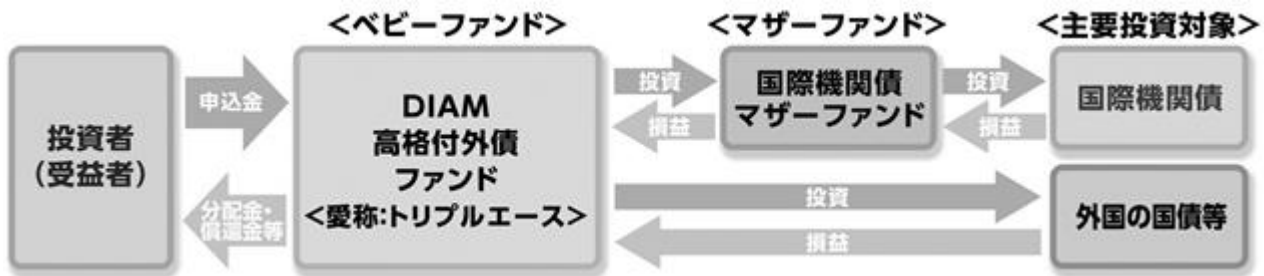 <ベビーファンド>
<マザーファンド>
<主要投資対象>
投資者
(受益者)
申込金
分配金・
償還金等
DIAM
高格付外債
ファンド
<愛称:トリプルエース>
投資
損益
国際機関債
マザーファンド
投資
損益
国際機関債
投資
損益
外国の国債等